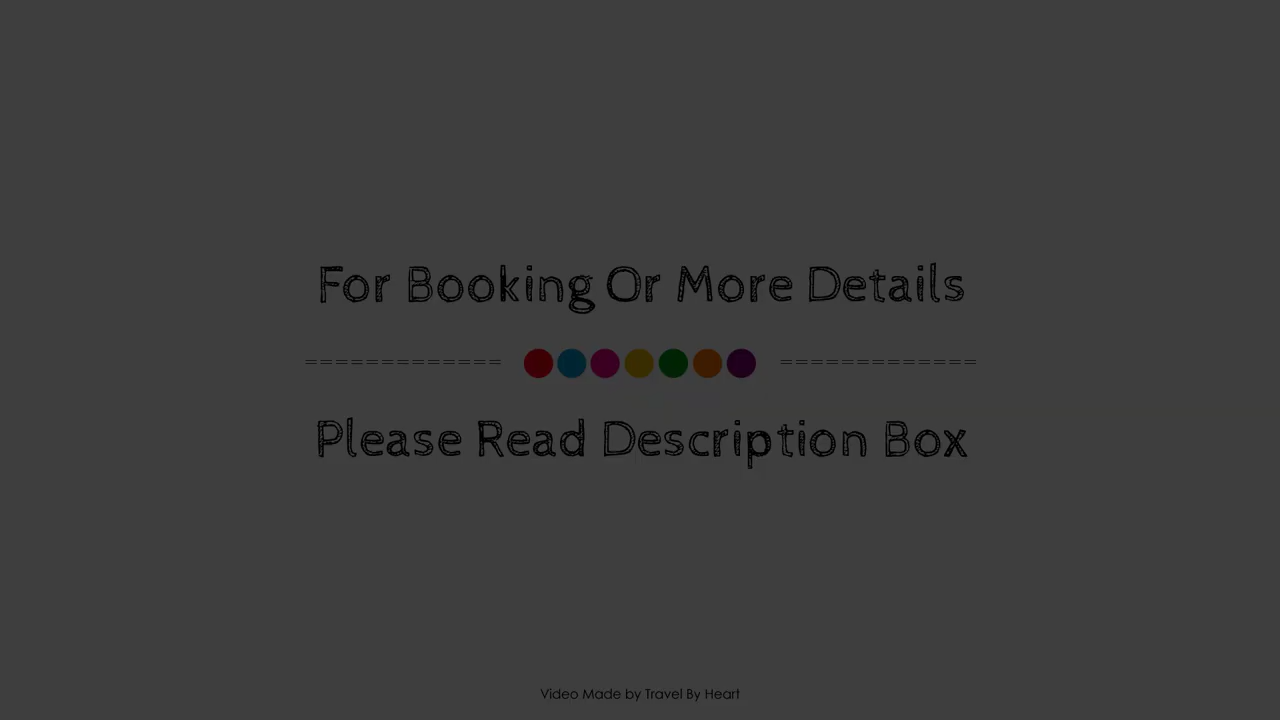 For Booking Or More Details
============= =============
Please Read Description Box
Video Made by Travel By Heart